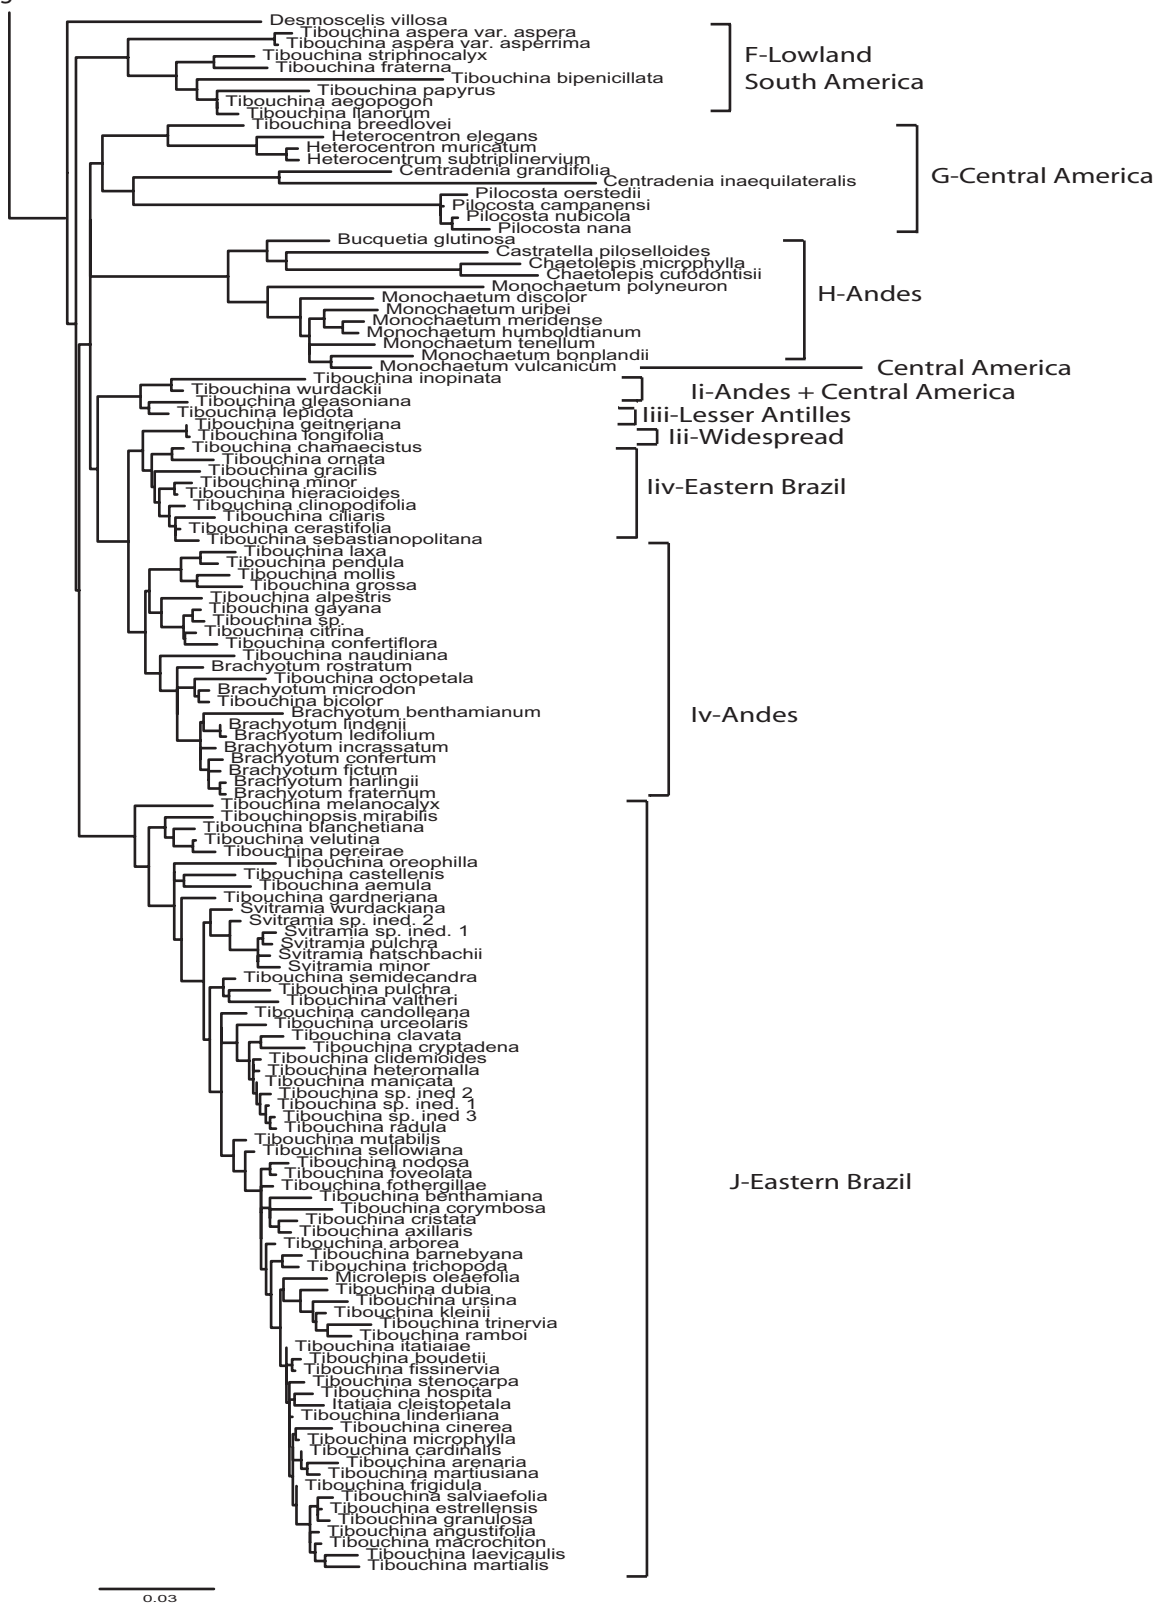 Desmoscelis villosa
Tibouchina aspera var. aspera
Tibouchina aspera var. asperrima
Tibouchina striphnocalyx
Tibouchina fraterna
Tibouchina bipenicillata
Tibouchina papyrus
Tibouchina aegopogon
Tibouchina llanorum
F-Lowland
South America
Tibouchina breedlovei
Heterocentron elegans
Heterocentron muricatum
Heterocentrum subtriplinervium
Centradenia grandifolia
Centradenia inaequilateralis
Pilocosta oerstedii
Pilocosta campanensi
Pilocosta nubicola
Pilocosta nana
G-Central America
Bucquetia glutinosa
Castratella piloselloides
Chaetolepis microphylla
Chaetolepis cufodontisii
Monochaetum polyneuron
Monochaetum discolor
Monochaetum uribei
Monochaetum meridense
Monochaetum humboldtianum
Monochaetum tenellum
Monochaetum bonplandii
Monochaetum vulcanicum
H-Andes
Central America
Tibouchina inopinata
Tibouchina wurdackii
Tibouchina gleasoniana
Tibouchina lepidota
Ii-Andes + Central America
Tibouchina geitneriana
Tibouchina longifolia
Iiii-Lesser Antilles
Iii-Widespread
Tibouchina chamaecistus
Tibouchina ornata
Tibouchina gracilis
Tibouchina minor
Tibouchina hieracioides
Tibouchina clinopodifolia
Tibouchina ciliaris
Tibouchina cerastifolia
Tibouchina sebastianopolitana
Iiv-Eastern Brazil
Tibouchina laxa
Tibouchina pendula
Tibouchina mollis
Tibouchina grossa
Tibouchina alpestris
Tibouchina gayana
Tibouchina sp.
Tibouchina citrina
Tibouchina confertiflora
Tibouchina naudiniana
Brachyotum rostratum
Tibouchina octopetala
Brachyotum microdon
Tibouchina bicolor
Brachyotum benthamianum
Brachyotum lindenii
Brachyotum ledifolium
Brachyotum incrassatum
Brachyotum confertum
Brachyotum fictum
Brachyotum harlingii
Brachyotum fraternum
Iv-Andes
Tibouchina melanocalyx
Tibouchinopsis mirabilis
Tibouchina blanchetiana
Tibouchina velutina
Tibouchina pereirae
Tibouchina oreophilla
Tibouchina castellenis
Tibouchina aemula
Tibouchina gardneriana
Svitramia wurdackiana
Svitramia sp. ined. 2
Svitramia sp. ined. 1
Svitramia pulchra
Svitramia hatschbachii
Svitramia minor
Tibouchina semidecandra
Tibouchina pulchra
Tibouchina valtheri
Tibouchina candolleana
Tibouchina urceolaris
Tibouchina clavata
Tibouchina cryptadena
Tibouchina clidemioides
Tibouchina heteromalla
Tibouchina manicata
Tibouchina sp. ined 2
Tibouchina sp. ined. 1
Tibouchina sp. ined 3
Tibouchina radula
Tibouchina mutabilis
Tibouchina sellowiana
Tibouchina nodosa
Tibouchina foveolata
Tibouchina fothergillae
Tibouchina benthamiana
Tibouchina corymbosa
Tibouchina cristata
Tibouchina axillaris
Tibouchina arborea
Tibouchina barnebyana
Tibouchina trichopoda
Microlepis oleaefolia
Tibouchina dubia
Tibouchina ursina
Tibouchina kleinii
Tibouchina trinervia
Tibouchina ramboi
Tibouchina itatiaiae
Tibouchina boudetii
Tibouchina fissinervia
Tibouchina stenocarpa
Tibouchina hospita
Itatiaia cleistopetala
Tibouchina lindeniana
Tibouchina cinerea
Tibouchina microphylla
Tibouchina cardinalis
Tibouchina arenaria
Tibouchina martiusiana
Tibouchina frigidula
Tibouchina salviaefolia
Tibouchina estrellensis
Tibouchina granulosa
Tibouchina angustifolia
Tibouchina macrochiton
Tibouchina laevicaulis
Tibouchina martialis
J-Eastern Brazil
0.03